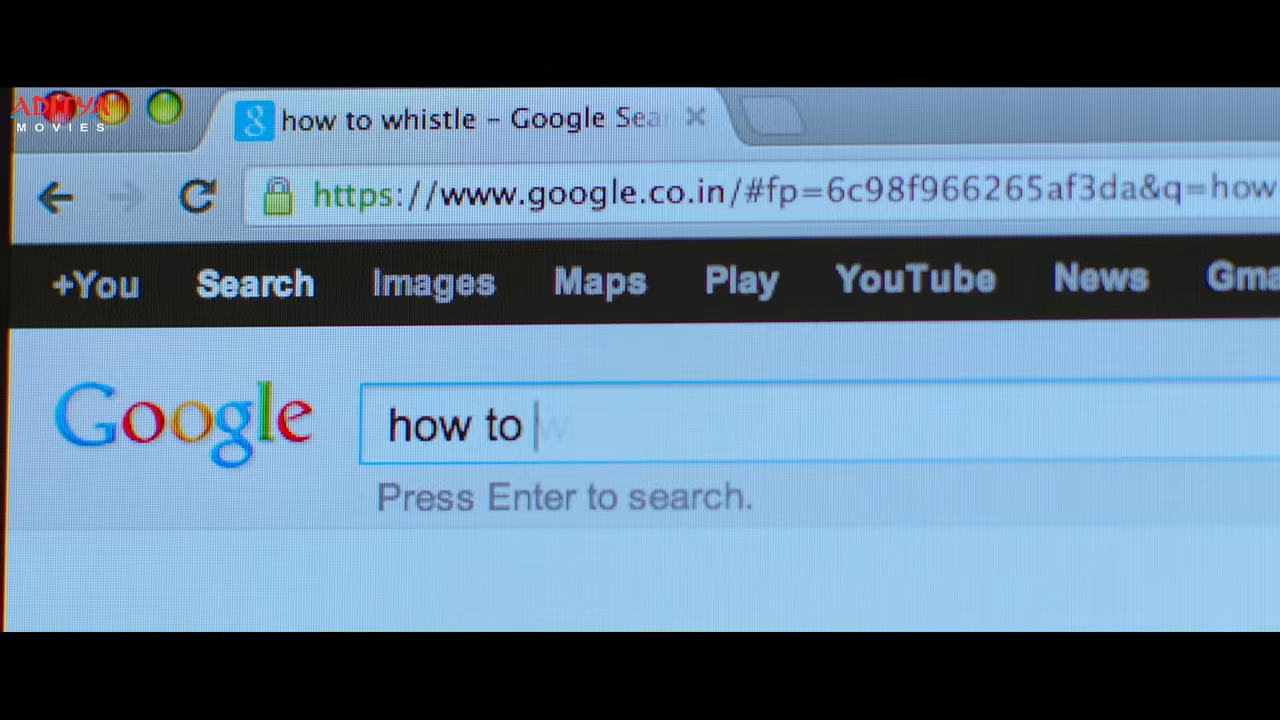 ADITYA
MOVIES
how to whistle – Google Sea
https://www.google.co.in/#fp=6c98f966265af3da&q=how
+You Search Images Maps Play YouTube News Gma
Google
how to w
Press Enter to search.